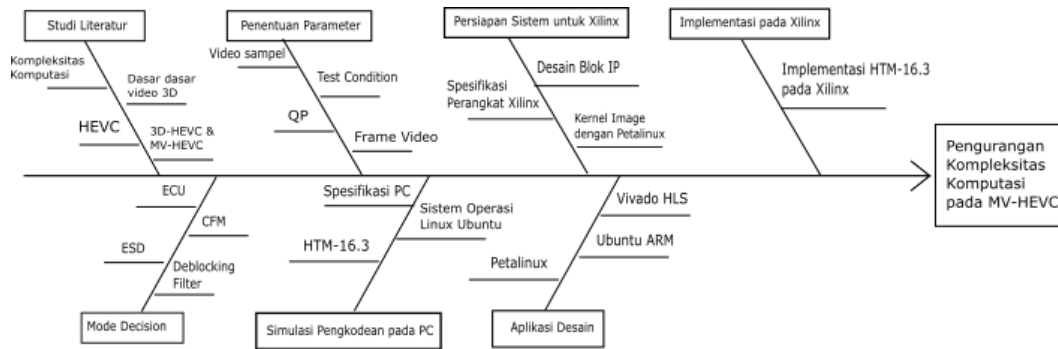 Studi Literatur
Kompleksitas
Komputasi
Dasar dasar
video 3D
HEVC
3D-HEVC &
MV-HEVC
Penentuan Parameter
Video sampel
Test Condition
QP
Frame Video
Persiapan Sistem untuk Xilinx
Desain Blok IP
Spesifikasi
Perangkat Xilinx
Kernel Image
dengan Petalinux
Implementasi pada Xilinx
Implementasi HTM-16.3
pada Xilinx
Pengurangan
Kompleksitas
Komputasi
pada MV-HEVC
ECU
CFM
ESD
Deblocking
Filter
Mode Decision
Spesifikasi PC
Sistem Operasi
Linux Ubuntu
HTM-16.3
Simulasi Pengkodean pada PC
Vivado HLS
Ubuntu ARM
Petalinux
Aplikasi Desain